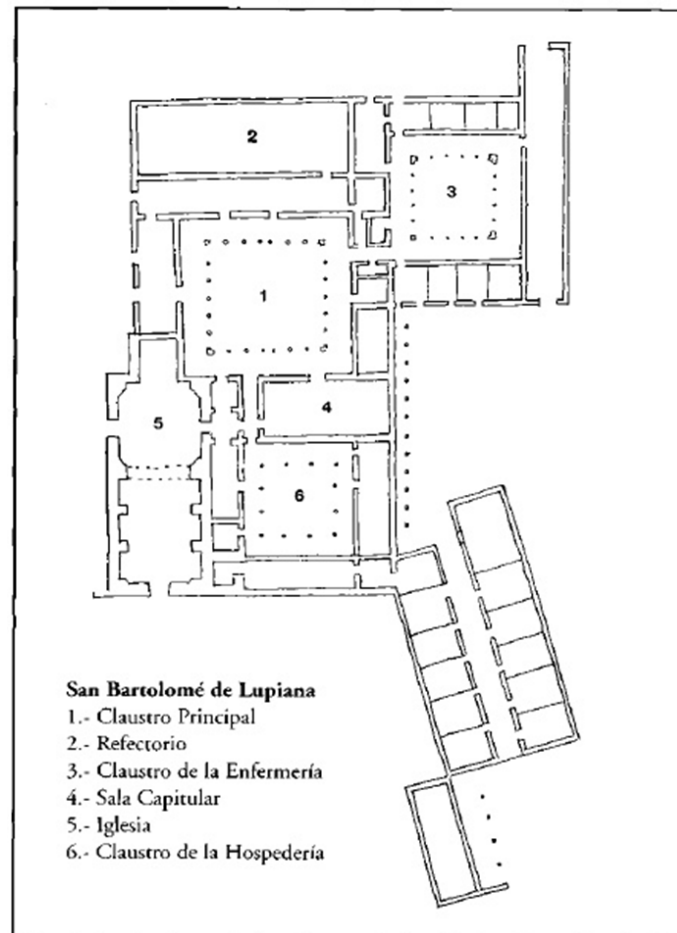 2
3
1
4
5
6
San Bartolomé de Lupiana
1.- Claustro Principal
2.- Refectorio
3.- Claustro de la Enfermería
4.- Sala Capitular
5.- Iglesia
6.- Claustro de la Hospedería